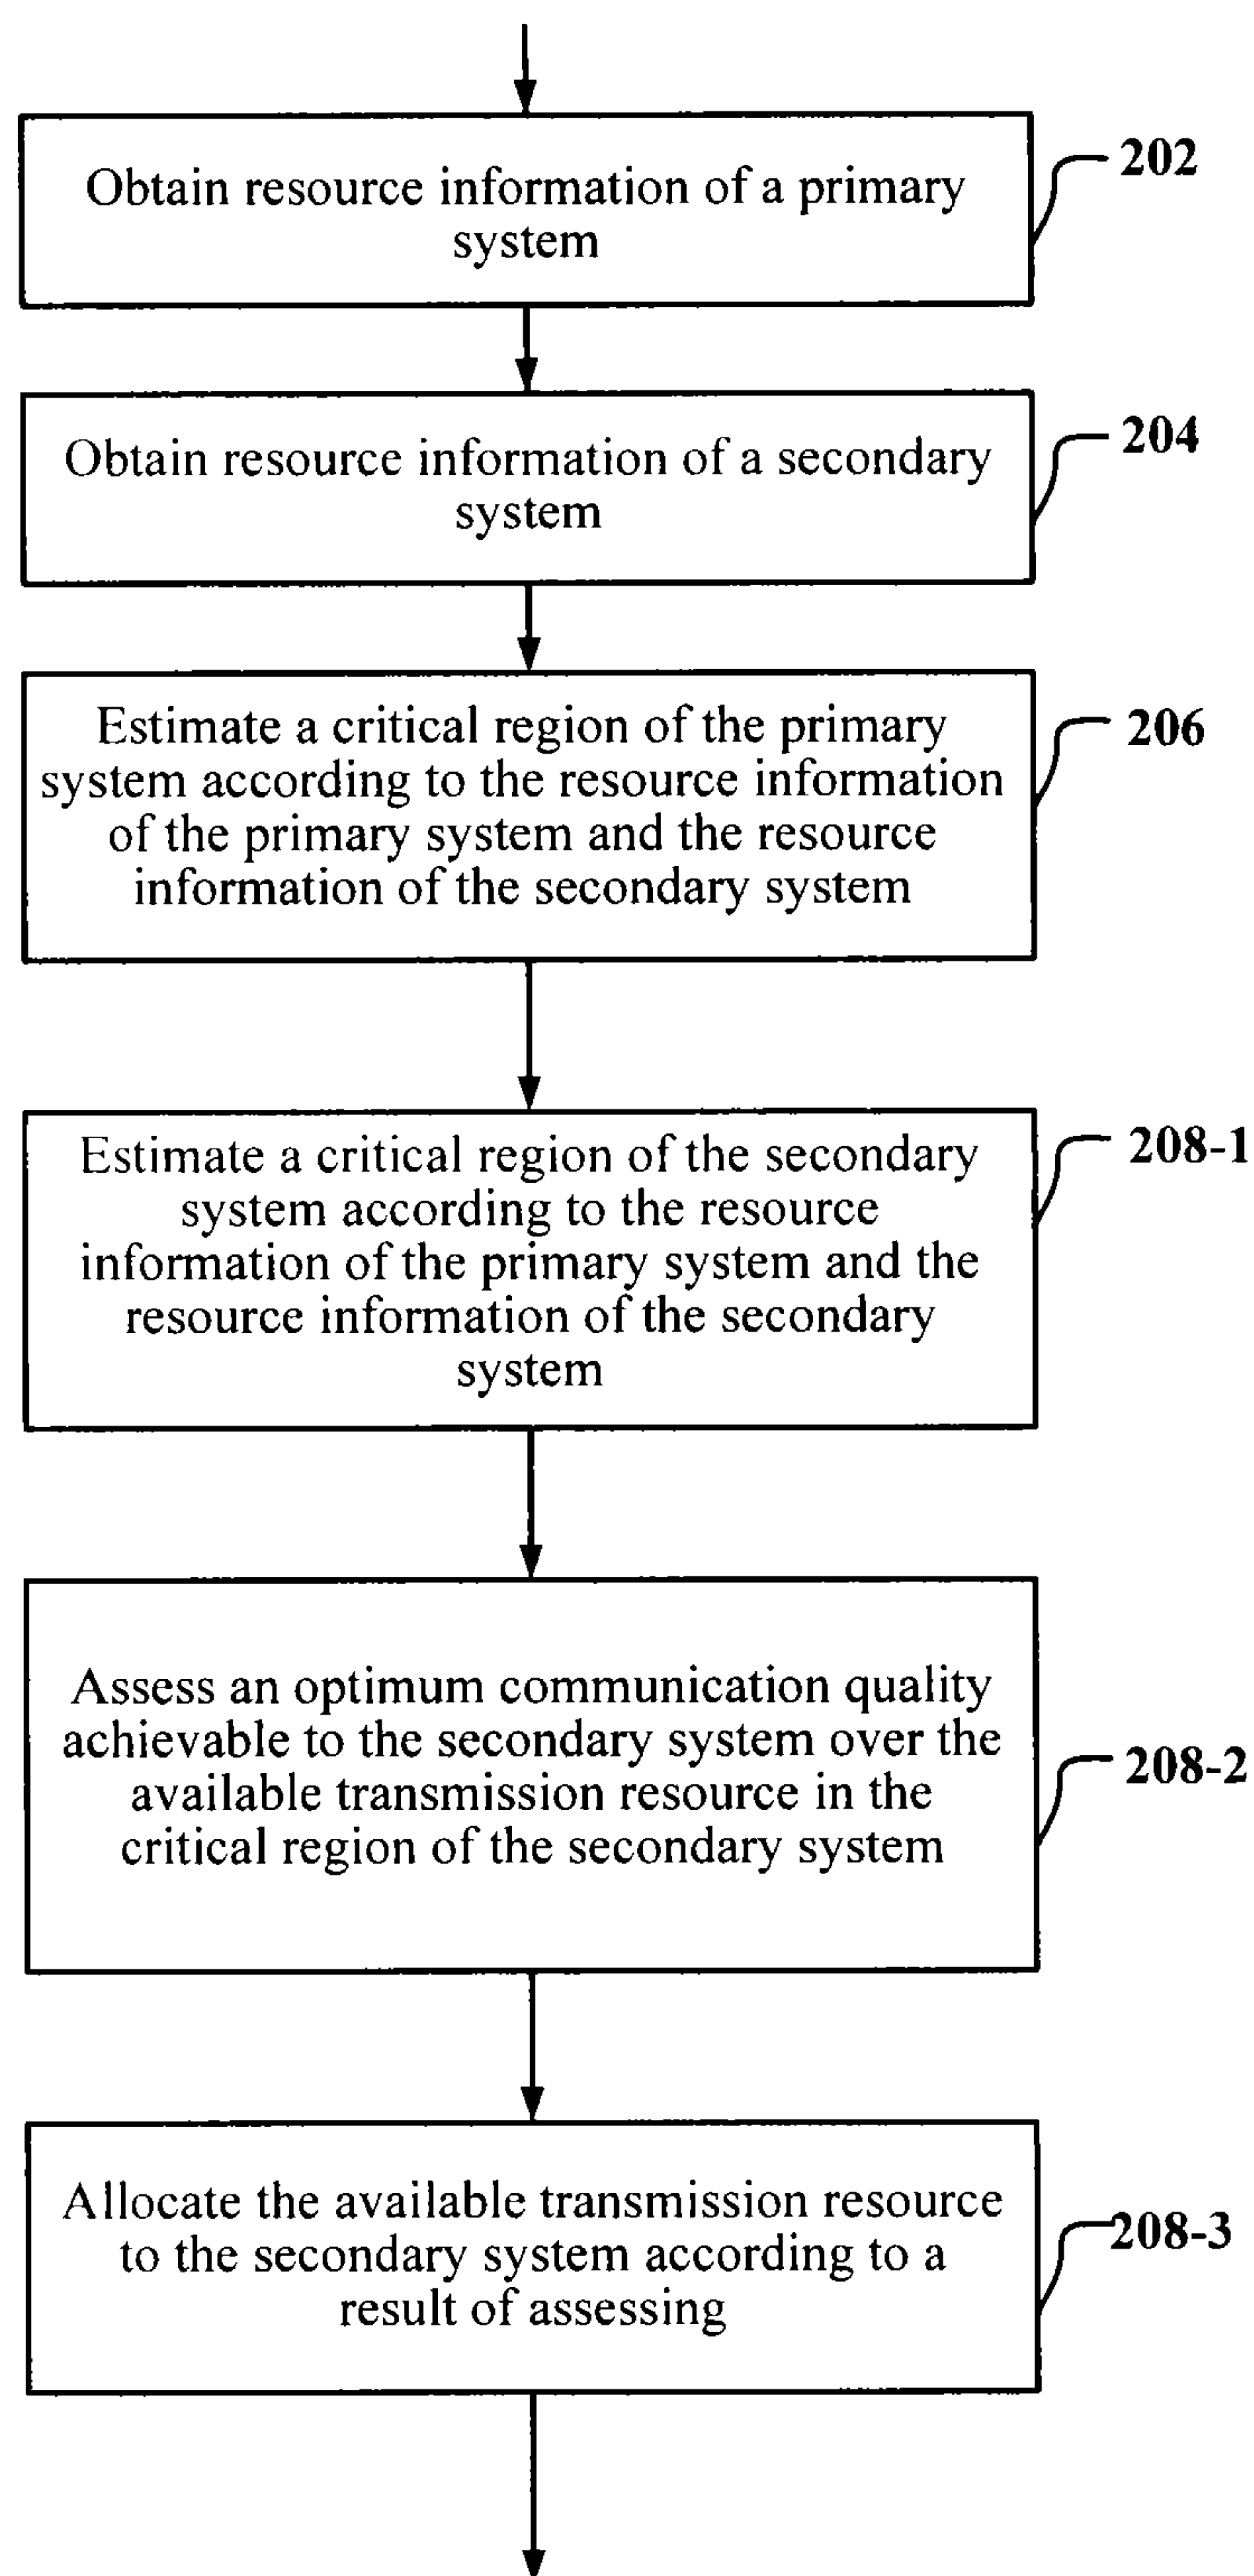 Obtain resource information of a primary
system
202
Obtain resource information of a secondary
system
204
Estimate a critical region of the primary
system according to the resource information
of the primary system and the resource
information of the secondary system
206
Estimate a critical region of the secondary
system according to the resource
information of the primary system and the
resource information of the secondary
system
208-1
Assess an optimum communication quality
achievable to the secondary system over the
available transmission resource in the
critical region of the secondary system
208-2
Allocate the available transmission resource
to the secondary system according to a
result of assessing
208-3